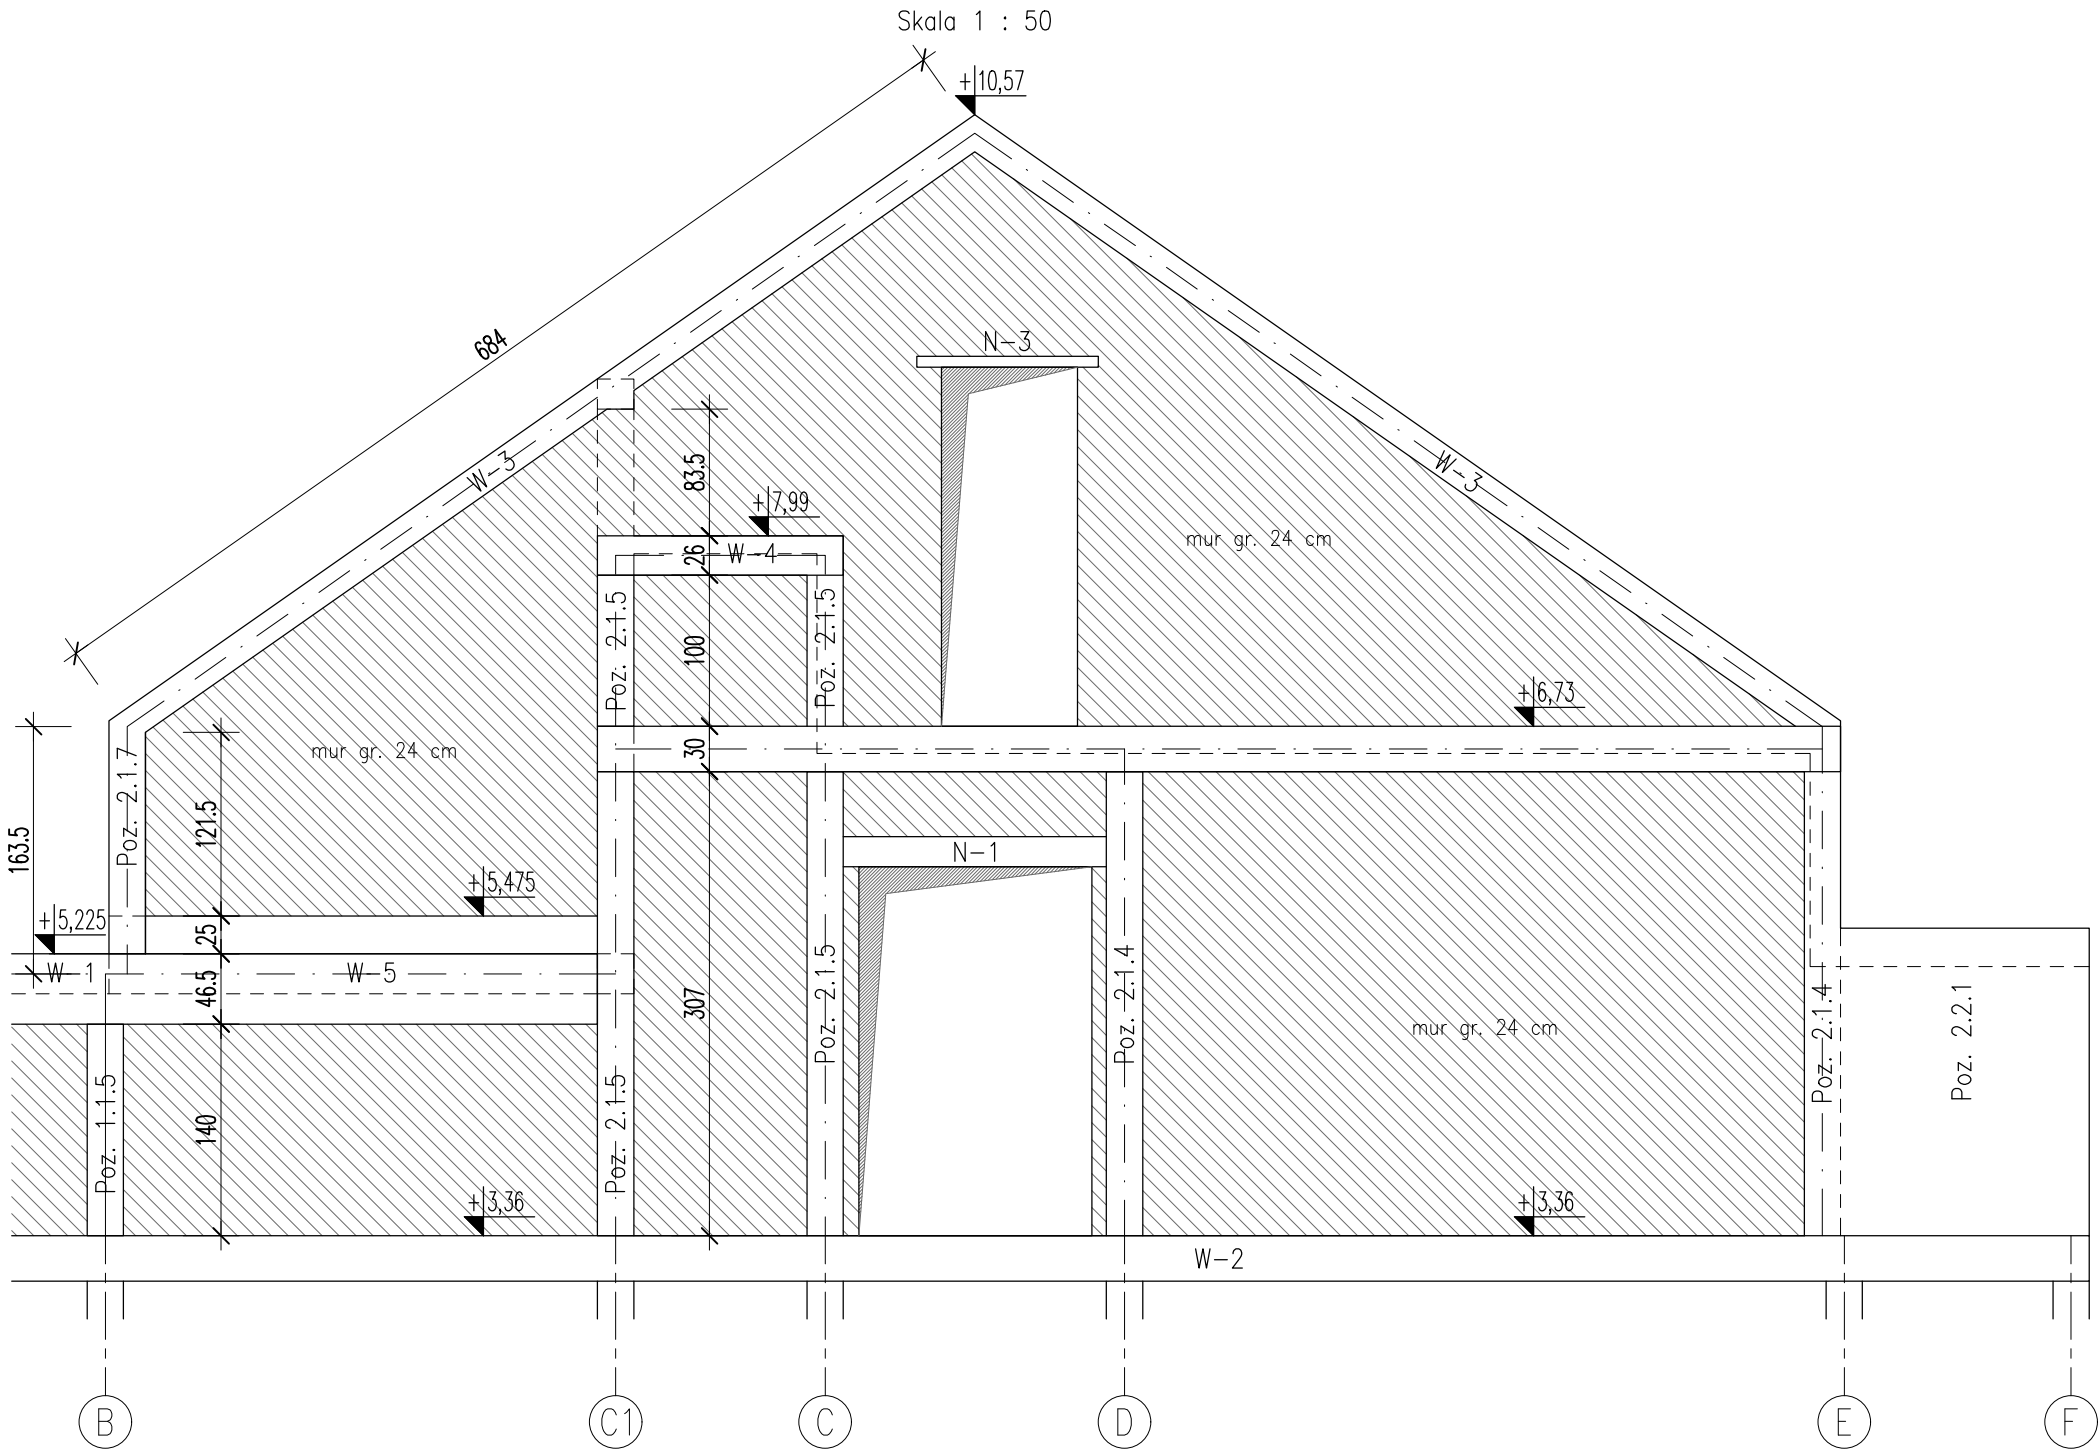 Skala 1 : 50
+10,57
684
N-3
W-3
W-3
83.5
+7,99
mur gr. 24 cm
26
W-4
Poz. 2.1.5
Poz. 2.1.5
100
+6,73
mur gr. 24 cm
30
Poz. 2.1.7
163.5
121.5
N-1
+5,475
+5,225
25
W-1
W-5
46.5
307
Poz. 2.1.5
Poz. 2.1.4
Poz. 2.1.4
Poz. 2.2.1
mur gr. 24 cm
140
Poz. 1.1.5
Poz. 2.1.5
+3,36
+3,36
W-2
B
C1
C
D
E
F